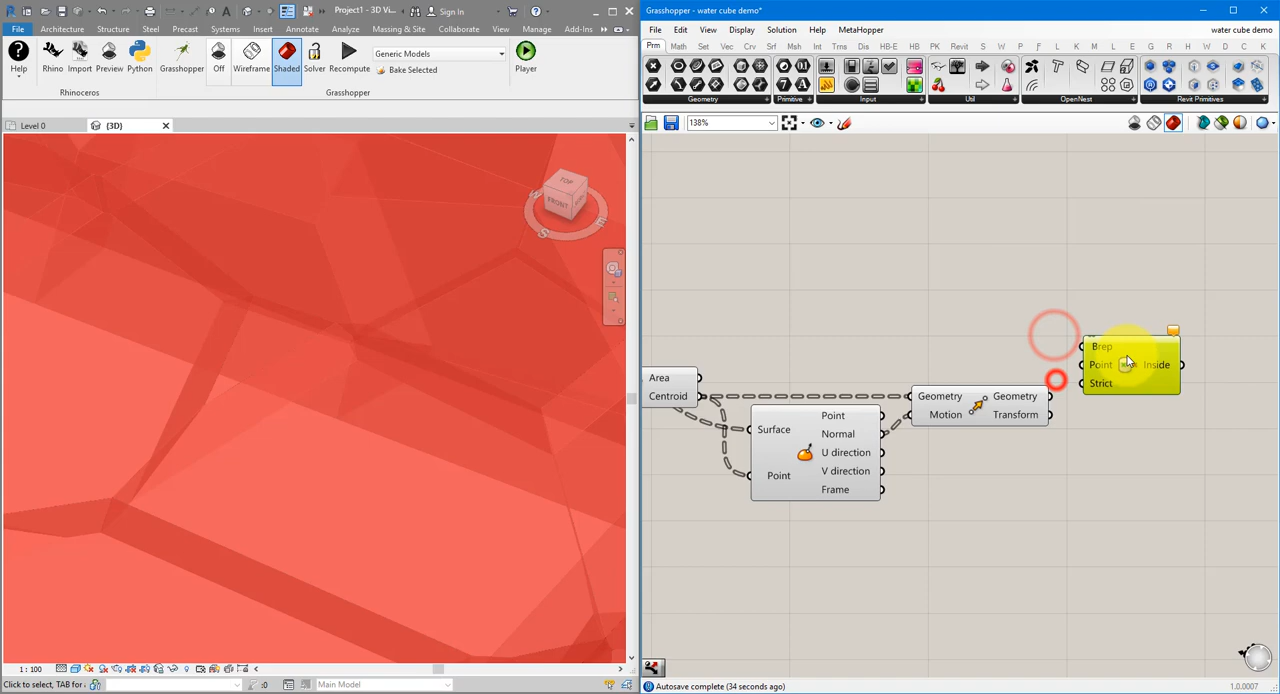 Project1 - 3D Vi...
Sign In
File
Architecture
Structure
Steel
Precast
Systems
Insert
Annotate
Analyze
Massing & Site
Collaborate
View
Manage
Add-Ins
Help
Rhino
Import
Preview
Python
Grasshopper
Off
Wireframe
Shaded
Solver
Recompute
Generic Models
Bake Selected
Player
Rhinoceros
Grasshopper
Level 0
{3D}
TOP
FRONT
W
E
S
1 : 100
Click to select, TAB for
:0
Main Model
Grasshopper - water cube demo*
File
Edit
View
Display
Solution
Help
MetaHopper
water cube demo*
Prm
Math
Set
Vec
Crv
Srf
Mah
Int
Trns
Dis
HB-E
HB
PK
Revit
S
P
F
L
K
M
W
E
D
C
K
Geometry
Primitive
Input
Util
OpenNest
Revit Primitives
138%
Area
Centroid
Surface
Point
Point
Normal
U direction
V direction
Frame
Geometry
Motion
Geometry
Transform
Brep
Point
Strict
Inside
Autosave complete (34 seconds ago)
1.0.0007